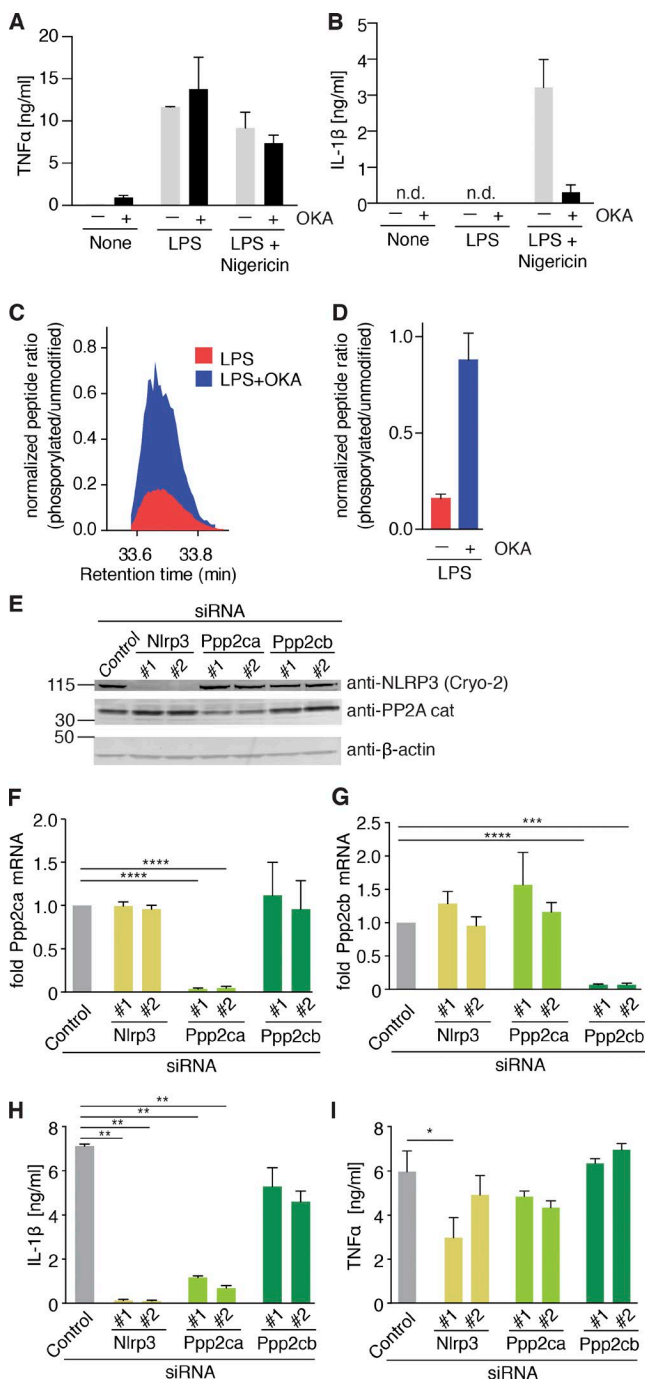 A
TNFα [ng/ml]
20
15
10
5
0
– + – + – + OKA
None LPS LPS +
Nigericin
B
IL-1β [ng/ml]
5
4
3
2
1
0
n.d. n.d.
– + – + – + OKA
None LPS LPS +
Nigericin
C
normalized peptide ratio
(phosporylated/unmodified)
0.8
0.6
0.4
0.2
0.0
LPS
LPS+OKA
33.6 33.8
Retention time (min)
D
normalized peptide ratio
(phosporylated/unmodified)
1.0
0.5
0.0
– + OKA
LPS
E
siRNA
Control Nlrp3 Ppp2ca Ppp2cb
#1 #2 #1 #2 #1 #2
115 anti-NLRP3 (Cryo-2)
anti-PP2A cat
30
50
anti-β-actin
F
fold Ppp2ca mRNA
2.0
1.5
1.0
0.5
0
****
****
Control #1 #2 #1 #2 #1 #2
Nlrp3 Ppp2ca Ppp2cb
siRNA
G
fold Ppp2cb mRNA
2.5
2.0
1.5
1.0
0.5
0
***
****
Control #1 #2 #1 #2 #1 #2
Nlrp3 Ppp2ca Ppp2cb
siRNA
H
IL-1β [ng/ml]
8
6
4
2
0
**
**
**
**
Control #1 #2 #1 #2 #1 #2
Nlrp3 Ppp2ca Ppp2cb
siRNA
I
TNFα [ng/ml]
8
6
4
2
0
*
Control #1 #2 #1 #2 #1 #2
Nlrp3 Ppp2ca Ppp2cb
siRNA